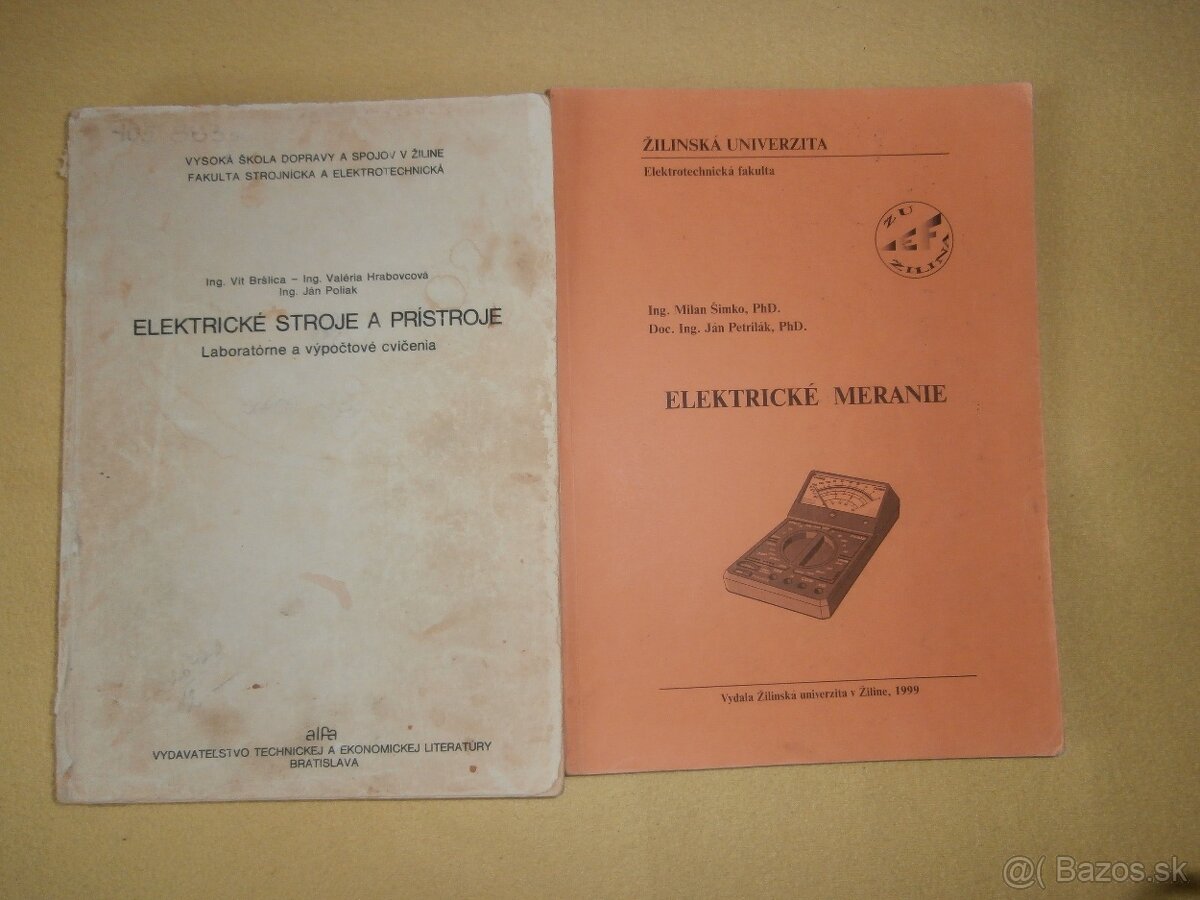 VYSOKÁ ŠKOLA DOPRAVY A SPOJOV V ŽILINE
FAKULTA STROJNÍCKA A ELEKTROTECHNICKÁ
Ing. Vít Bršlica – Ing. Valéria Hrabovcová
Ing. Ján Poliak
ELEKTRICKÉ STROJE A PRÍSTROJE
Laboratórne a výpočtové cvičenia
alfa
VYDAVATEĽSTVO TECHNICKEJ A EKONOMICKEJ LITERATÚRY
BRATISLAVA
ŽILINSKÁ UNIVERZITA
Elektrotechnická fakulta
ŽU
EF
ŽILINA
Ing. Milan Šimko, PhD.
Doc. Ing. Ján Petrilák, PhD.
ELEKTRICKÉ MERANIE
Vydala Žilinská univerzita v Žiline, 1999
@( Bazos.sk